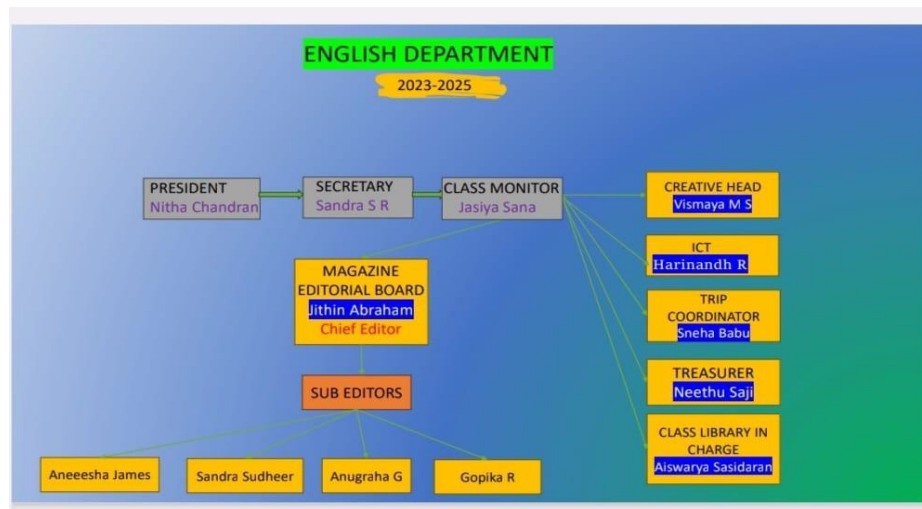 ENGLISH DEPARTMENT
2023-2025
PRESIDENT
Nitha Chandran
SECRETARY
Sandra S R
CLASS MONITOR
Jasiya Sana
CREATIVE HEAD
Vismaya M S
ICT
Harinandh R
TRIP
COORDINATOR
Sneha Babu
TREASURER
Neethu Saji
CLASS LIBRARY IN
CHARGE
Aiswarya Sasidaran
MAGAZINE
EDITORIAL BOARD
Jithin Abraham
Chief Editor
SUB EDITORS
Aneeesha James
Sandra Sudheer
Anugraha G
Gopika R